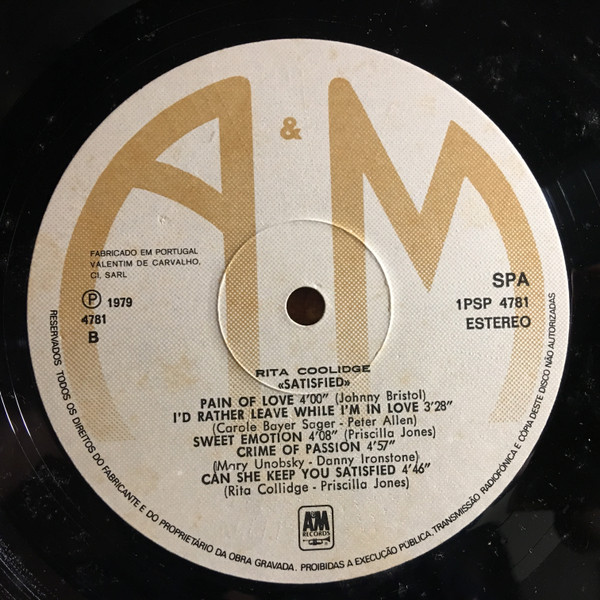 A & M
FABRICADO EM PORTUGAL
VALENTIM DE CARVALHO,
CI, SARL
Ⓟ 1979
4781
B
SPA
1PSP 4781
ESTEREO
RITA COOLIDGE
«SATISFIED»
PAIN OF LOVE 4'00" (Johnny Bristol)
I'D RATHER LEAVE WHILE I'M IN LOVE 3'28"
(Carole Bayer Sager - Peter Allen)
SWEET EMOTION 4'08" (Priscilla Jones)
CRIME OF PASSION 4'57"
(Mary Unobsky - Danny Ironstone)
CAN SHE KEEP YOU SATISFIED 4'46"
(Rita Collidge - Priscilla Jones)
A&M
RECORDS
RESERVADOS TODOS OS DIREITOS DO FABRICANTE E DO PROPRIETÁRIO DA OBRA GRAVADA. PROIBIDAS A EXECUÇÃO PÚBLICA, TRANSMISSÃO RADIOFÓNICA E CÓPIA DESTE DISCO NÃO AUTORIZADAS